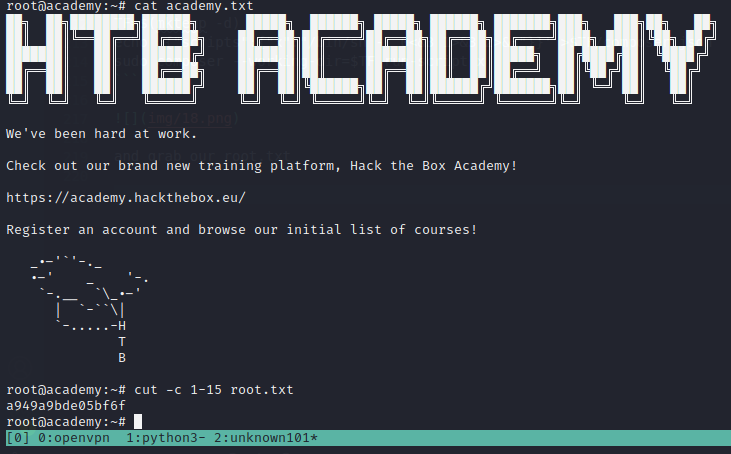 root@academy:~# cat academy.txt
HTB ACADEMY
We've been hard at work.
Check out our brand new training platform, Hack the Box Academy!
https://academy.hackthebox.eu/
Register an account and browse our initial list of courses!
H
T
B
root@academy:~# cut -c 1-15 root.txt
a949a9bde05bf6f
root@academy:~#
[0] 0:openvpn  1:python3- 2:unknown101*